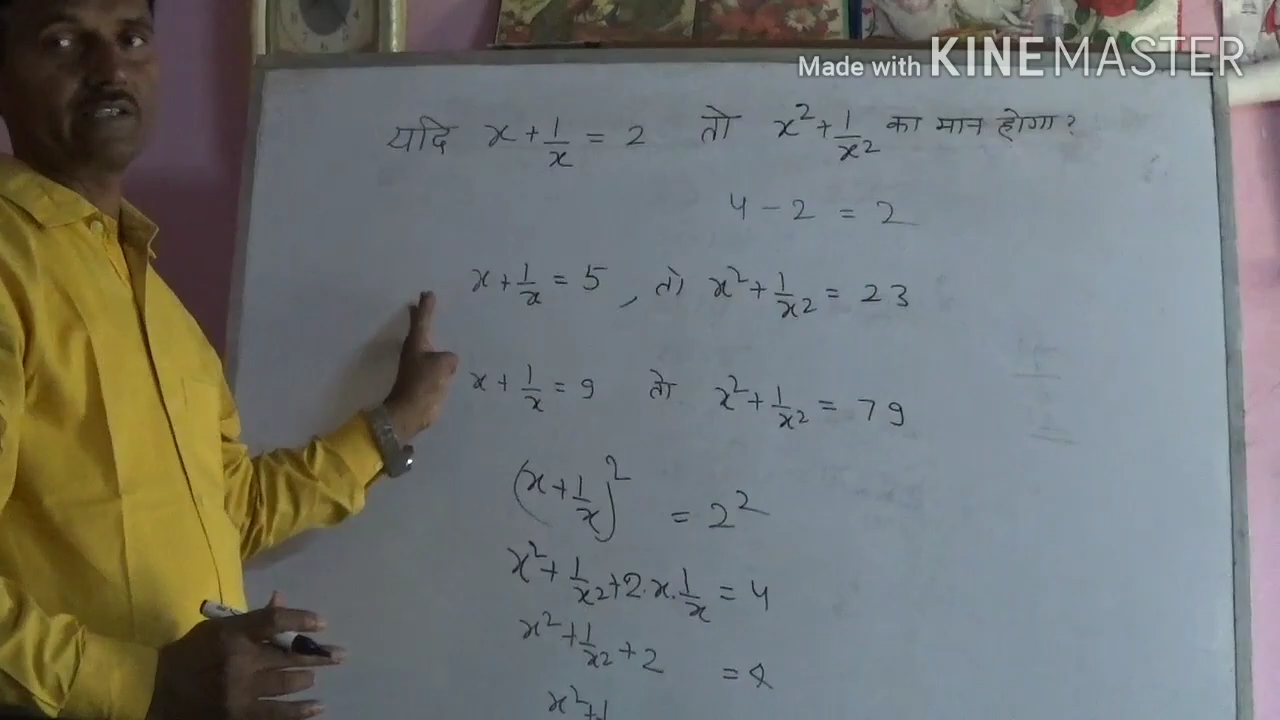 Made with KINEMASTER
यदि x + 1/x = 2 तो x² + 1/x² का मान होगा?
4 - 2 = 2
x + 1/x = 5, तो x² + 1/x² = 23
x + 1/x = 9 तो x² + 1/x² = 79
(x + 1/x)² = 2²
x² + 1/x² + 2·x·1/x = 4
x² + 1/x² + 2 = 4
x² + 1